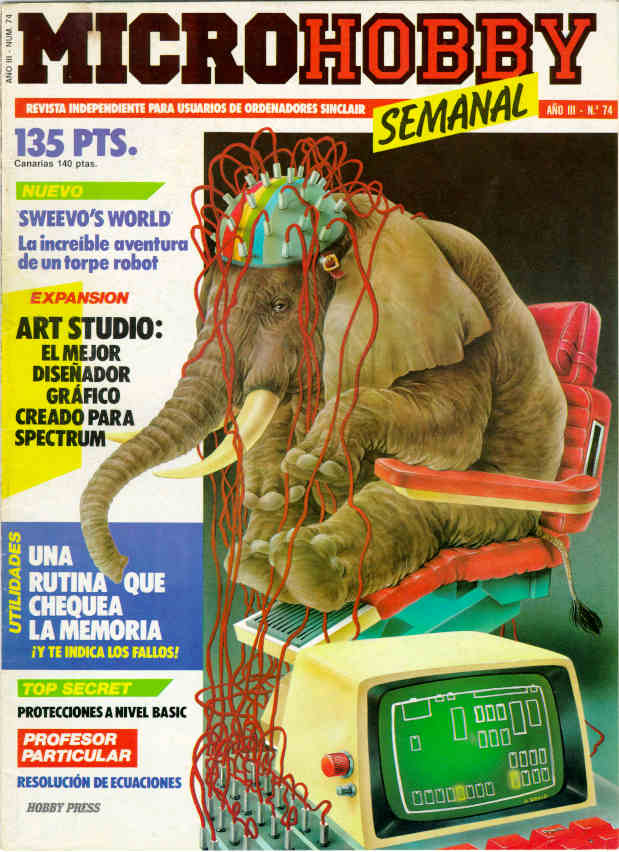 AÑO III - NUM. 74
MICROHOBBY
REVISTA INDEPENDIENTE PARA USUARIOS DE ORDENADORES SINCLAIR
SEMANAL
AÑO III - N.º 74
135 PTS.
Canarias 140 ptas.
NUEVO
'SWEEVO'S WORLD'
La increíble aventura
de un torpe robot
EXPANSION
ART STUDIO:
EL MEJOR
DISEÑADOR
GRÁFICO
CREADO PARA
SPECTRUM
UTILIDADES
UNA
RUTINA QUE
CHEQUEA
LA MEMORIA
¡Y TE INDICA LOS FALLOS!
TOP SECRET
PROTECCIONES A NIVEL BASIC
PROFESOR
PARTICULAR
RESOLUCIÓN DE ECUACIONES
HOBBY PRESS